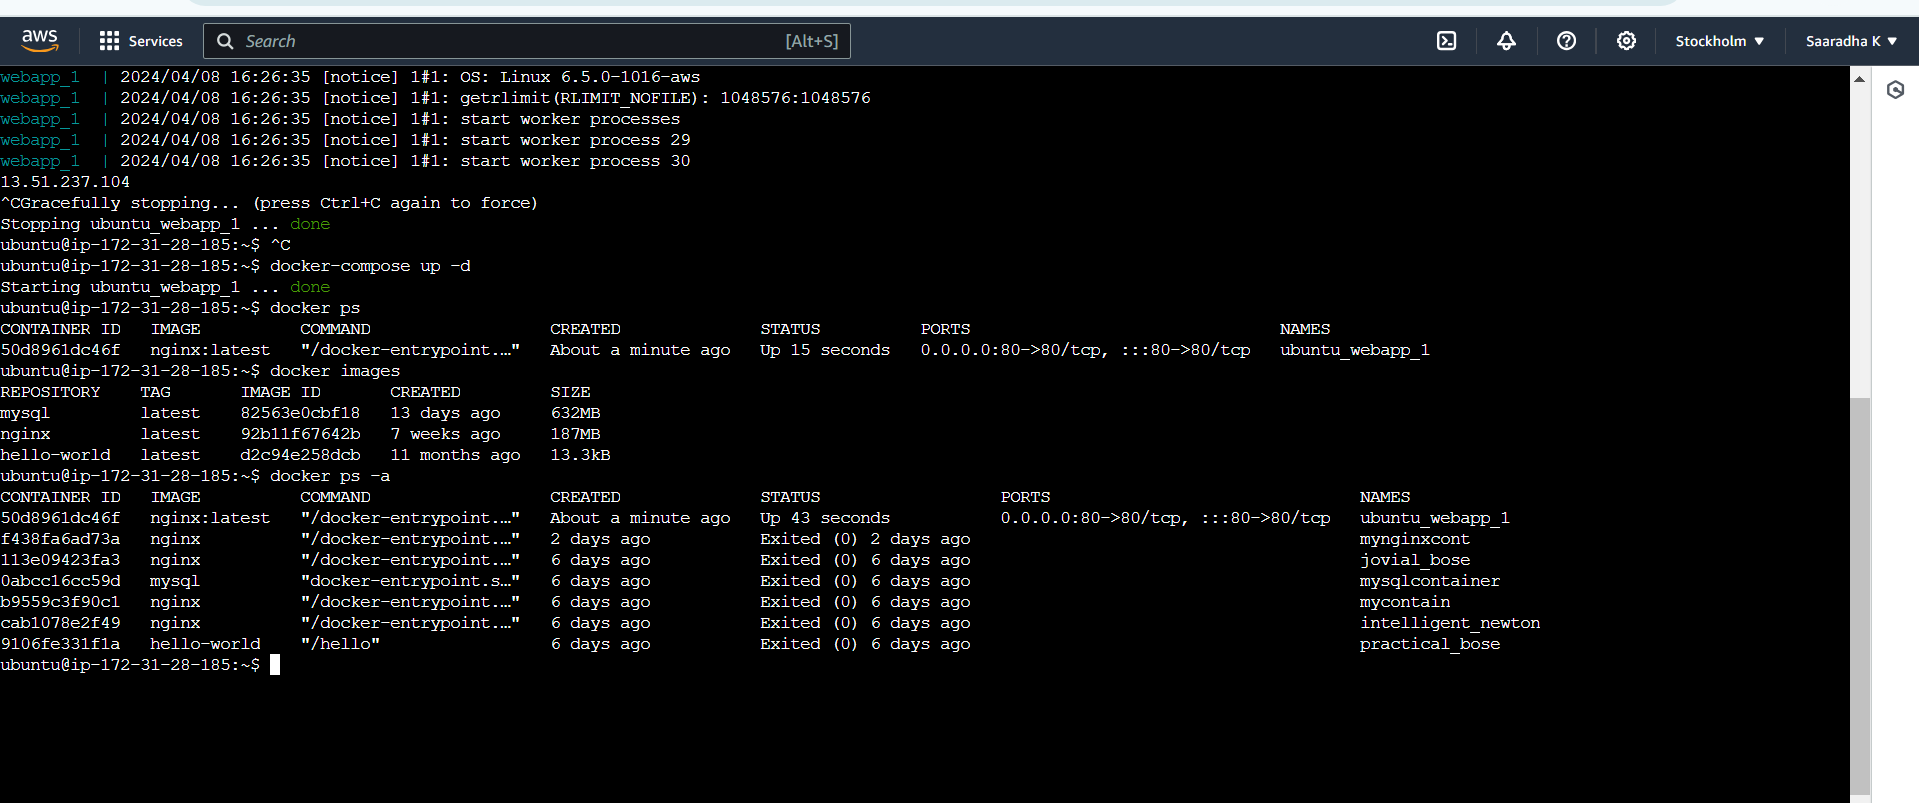 aws Services Search [Alt+S] Stockholm ▼ Saaradha K ▼
webapp_1  | 2024/04/08 16:26:35 [notice] 1#1: OS: Linux 6.5.0-1016-aws
webapp_1  | 2024/04/08 16:26:35 [notice] 1#1: getrlimit(RLIMIT_NOFILE): 1048576:1048576
webapp_1  | 2024/04/08 16:26:35 [notice] 1#1: start worker processes
webapp_1  | 2024/04/08 16:26:35 [notice] 1#1: start worker process 29
webapp_1  | 2024/04/08 16:26:35 [notice] 1#1: start worker process 30
13.51.237.104
^CGracefully stopping... (press Ctrl+C again to force)
Stopping ubuntu_webapp_1 ... done
ubuntu@ip-172-31-28-185:~$ ^C
ubuntu@ip-172-31-28-185:~$ docker-compose up -d
Starting ubuntu_webapp_1 ... done
ubuntu@ip-172-31-28-185:~$ docker ps
CONTAINER ID   IMAGE          COMMAND                  CREATED              STATUS          PORTS                               NAMES
50d8961dc46f   nginx:latest   "/docker-entrypoint.…"   About a minute ago   Up 15 seconds   0.0.0.0:80->80/tcp, :::80->80/tcp   ubuntu_webapp_1
ubuntu@ip-172-31-28-185:~$ docker images
REPOSITORY    TAG       IMAGE ID       CREATED         SIZE
mysql         latest    82563e0cbf18   13 days ago     632MB
nginx         latest    92b11f67642b   7 weeks ago     187MB
hello-world   latest    d2c94e258dcb   11 months ago   13.3kB
ubuntu@ip-172-31-28-185:~$ docker ps -a
CONTAINER ID   IMAGE          COMMAND                  CREATED              STATUS                  PORTS                               NAMES
50d8961dc46f   nginx:latest   "/docker-entrypoint.…"   About a minute ago   Up 43 seconds           0.0.0.0:80->80/tcp, :::80->80/tcp   ubuntu_webapp_1
f438fa6ad73a   nginx          "/docker-entrypoint.…"   2 days ago           Exited (0) 2 days ago                                       mynginxcont
113e09423fa3   nginx          "/docker-entrypoint.…"   6 days ago           Exited (0) 6 days ago                                       jovial_bose
0abcc16cc59d   mysql          "docker-entrypoint.s…"   6 days ago           Exited (0) 6 days ago                                       mysqlcontainer
b9559c3f90c1   nginx          "/docker-entrypoint.…"   6 days ago           Exited (0) 6 days ago                                       mycontain
cab1078e2f49   nginx          "/docker-entrypoint.…"   6 days ago           Exited (0) 6 days ago                                       intelligent_newton
9106fe331f1a   hello-world    "/hello"                 6 days ago           Exited (0) 6 days ago                                       practical_bose
ubuntu@ip-172-31-28-185:~$